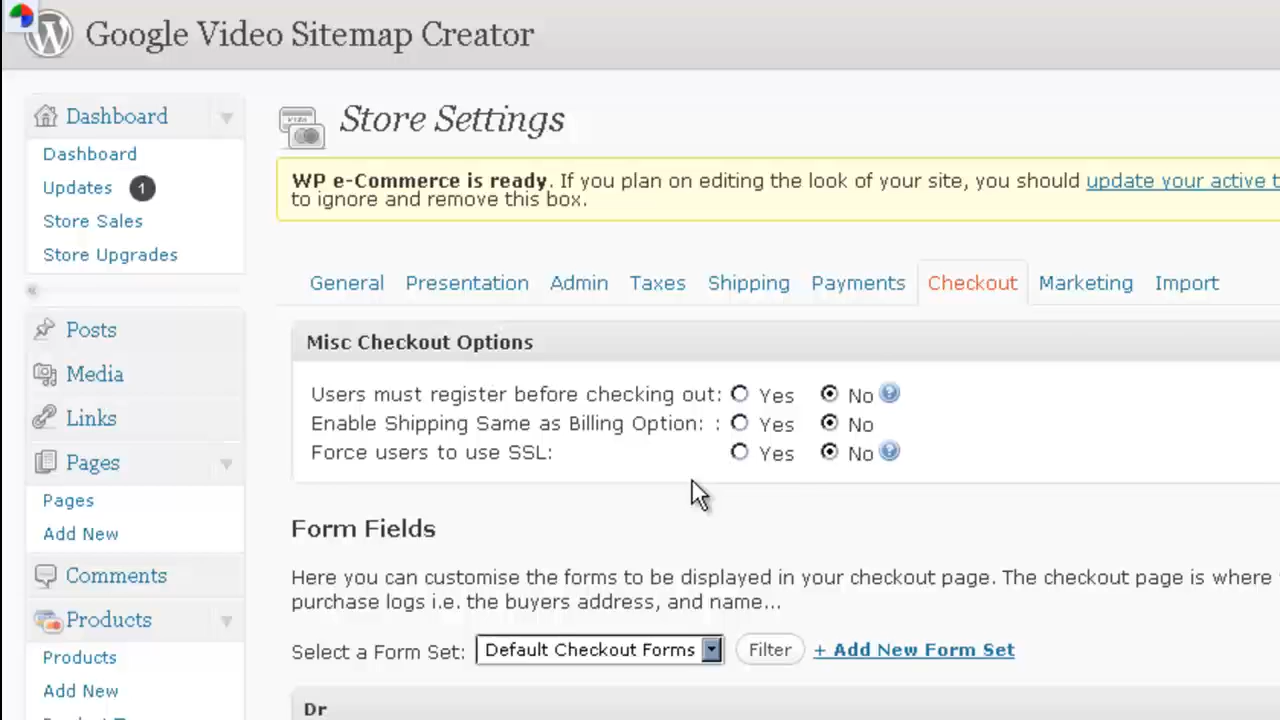 Google Video Sitemap Creator
Dashboard
Dashboard
Updates 1
Store Sales
Store Upgrades
Posts
Media
Links
Pages
Pages
Add New
Comments
Products
Products
Add New
Store Settings
WP e-Commerce is ready. If you plan on editing the look of your site, you should update your active t
to ignore and remove this box.
General Presentation Admin Taxes Shipping Payments Checkout Marketing Import
Misc Checkout Options
Users must register before checking out: Yes No ?
Enable Shipping Same as Billing Option: : Yes No
Force users to use SSL: Yes No ?
Form Fields
Here you can customise the forms to be displayed in your checkout page. The checkout page is where
purchase logs i.e. the buyers address, and name...
Select a Form Set: Default Checkout Forms Filter + Add New Form Set